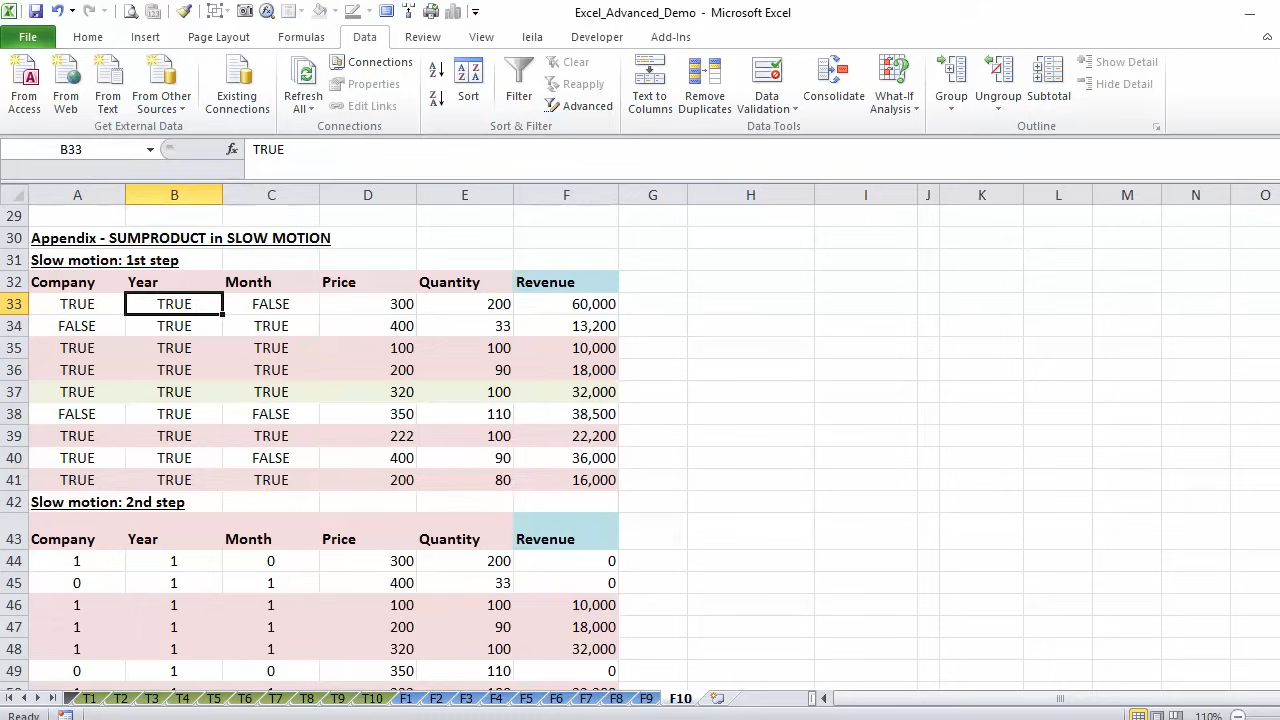 Excel_Advanced_Demo - Microsoft Excel
File Home Insert Page Layout Formulas Data Review View leila Developer Add-Ins
From Access
From Web
From Text
From Other Sources
Existing Connections
Get External Data
Refresh All
Connections
Properties
Edit Links
Connections
Sort
Filter
Clear
Reapply
Advanced
Sort & Filter
Text to Columns
Remove Duplicates
Data Validation
Consolidate
What-If Analysis
Data Tools
Group
Ungroup
Subtotal
Show Detail
Hide Detail
Outline
B33 fx TRUE
A B C D E F G H I J K L M N O
29
30 Appendix - SUMPRODUCT in SLOW MOTION
31 Slow motion: 1st step
32 Company Year Month Price Quantity Revenue
33 TRUE TRUE FALSE 300 200 60,000
34 FALSE TRUE TRUE 400 33 13,200
35 TRUE TRUE TRUE 100 100 10,000
36 TRUE TRUE TRUE 200 90 18,000
37 TRUE TRUE TRUE 320 100 32,000
38 FALSE TRUE FALSE 350 110 38,500
39 TRUE TRUE TRUE 222 100 22,200
40 TRUE TRUE FALSE 400 90 36,000
41 TRUE TRUE TRUE 200 80 16,000
42 Slow motion: 2nd step
43 Company Year Month Price Quantity Revenue
44 1 1 0 300 200 0
45 0 1 1 400 33 0
46 1 1 1 100 100 10,000
47 1 1 1 200 90 18,000
48 1 1 1 320 100 32,000
49 0 1 0 350 110 0
T1 T2 T3 T4 T5 T6 T7 T8 T9 T10 F1 F2 F3 F4 F5 F6 F7 F8 F9 F10
Ready 110%